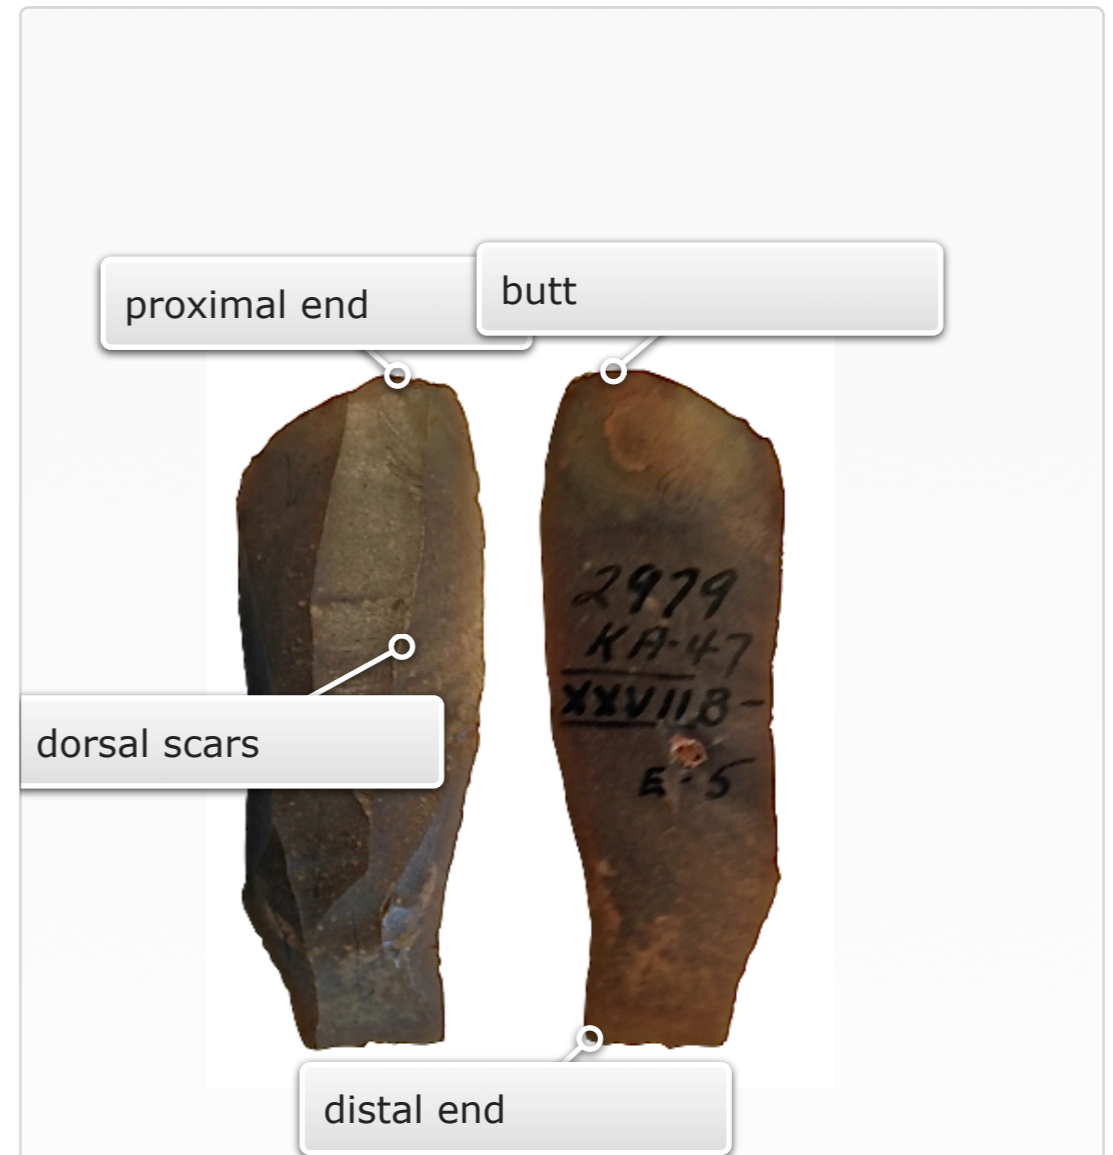 proximal end
butt
2979
KA-47
XXVIIB-
E-5
dorsal scars
distal end